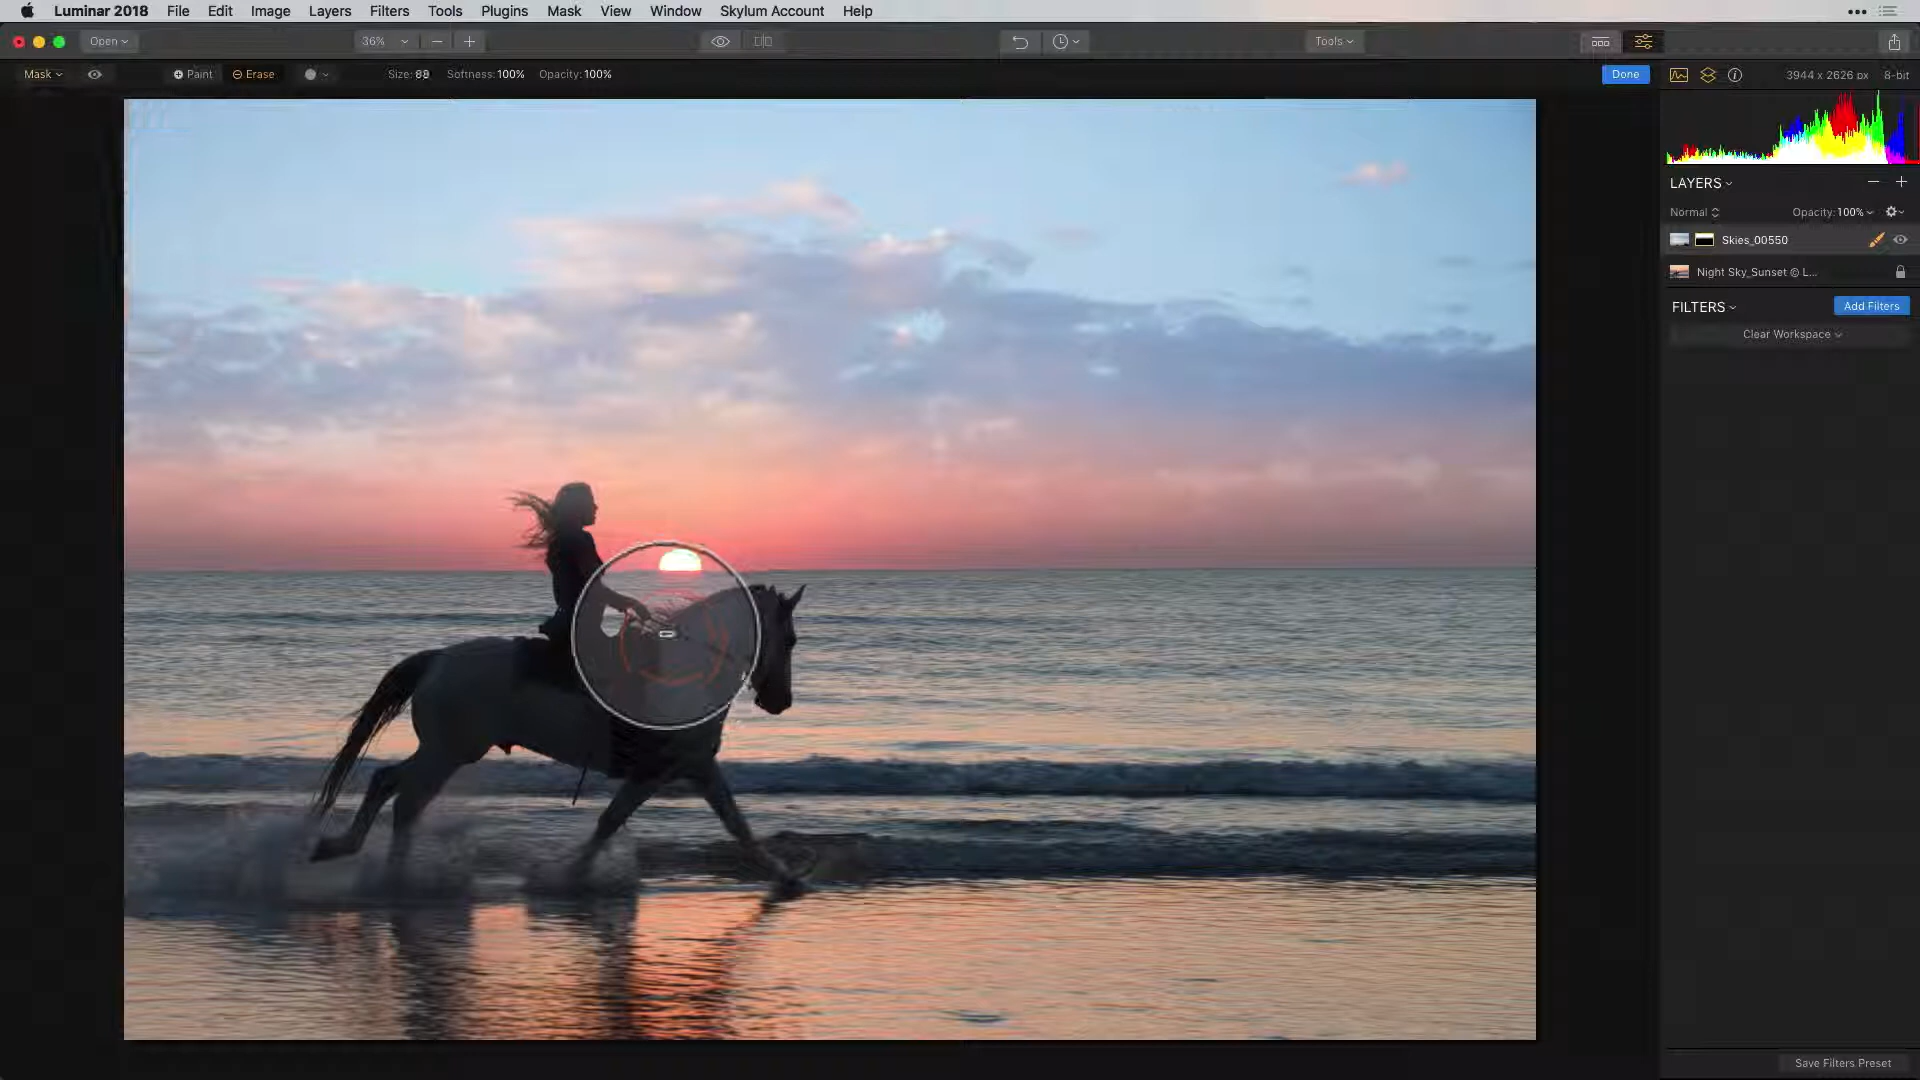 Luminar 2018 File Edit Image Layers Filters Tools Plugins Mask View Window Skylum Account Help
Open 36% Tools
Mask Paint Erase Size: 88 Softness: 100% Opacity: 100% Done 3944 x 2626 px 8-bit
LAYERS
Normal Opacity: 100%
Skies_00550
Night Sky_Sunset © L...
FILTERS Add Filters
Clear Workspace
Save Filters Preset